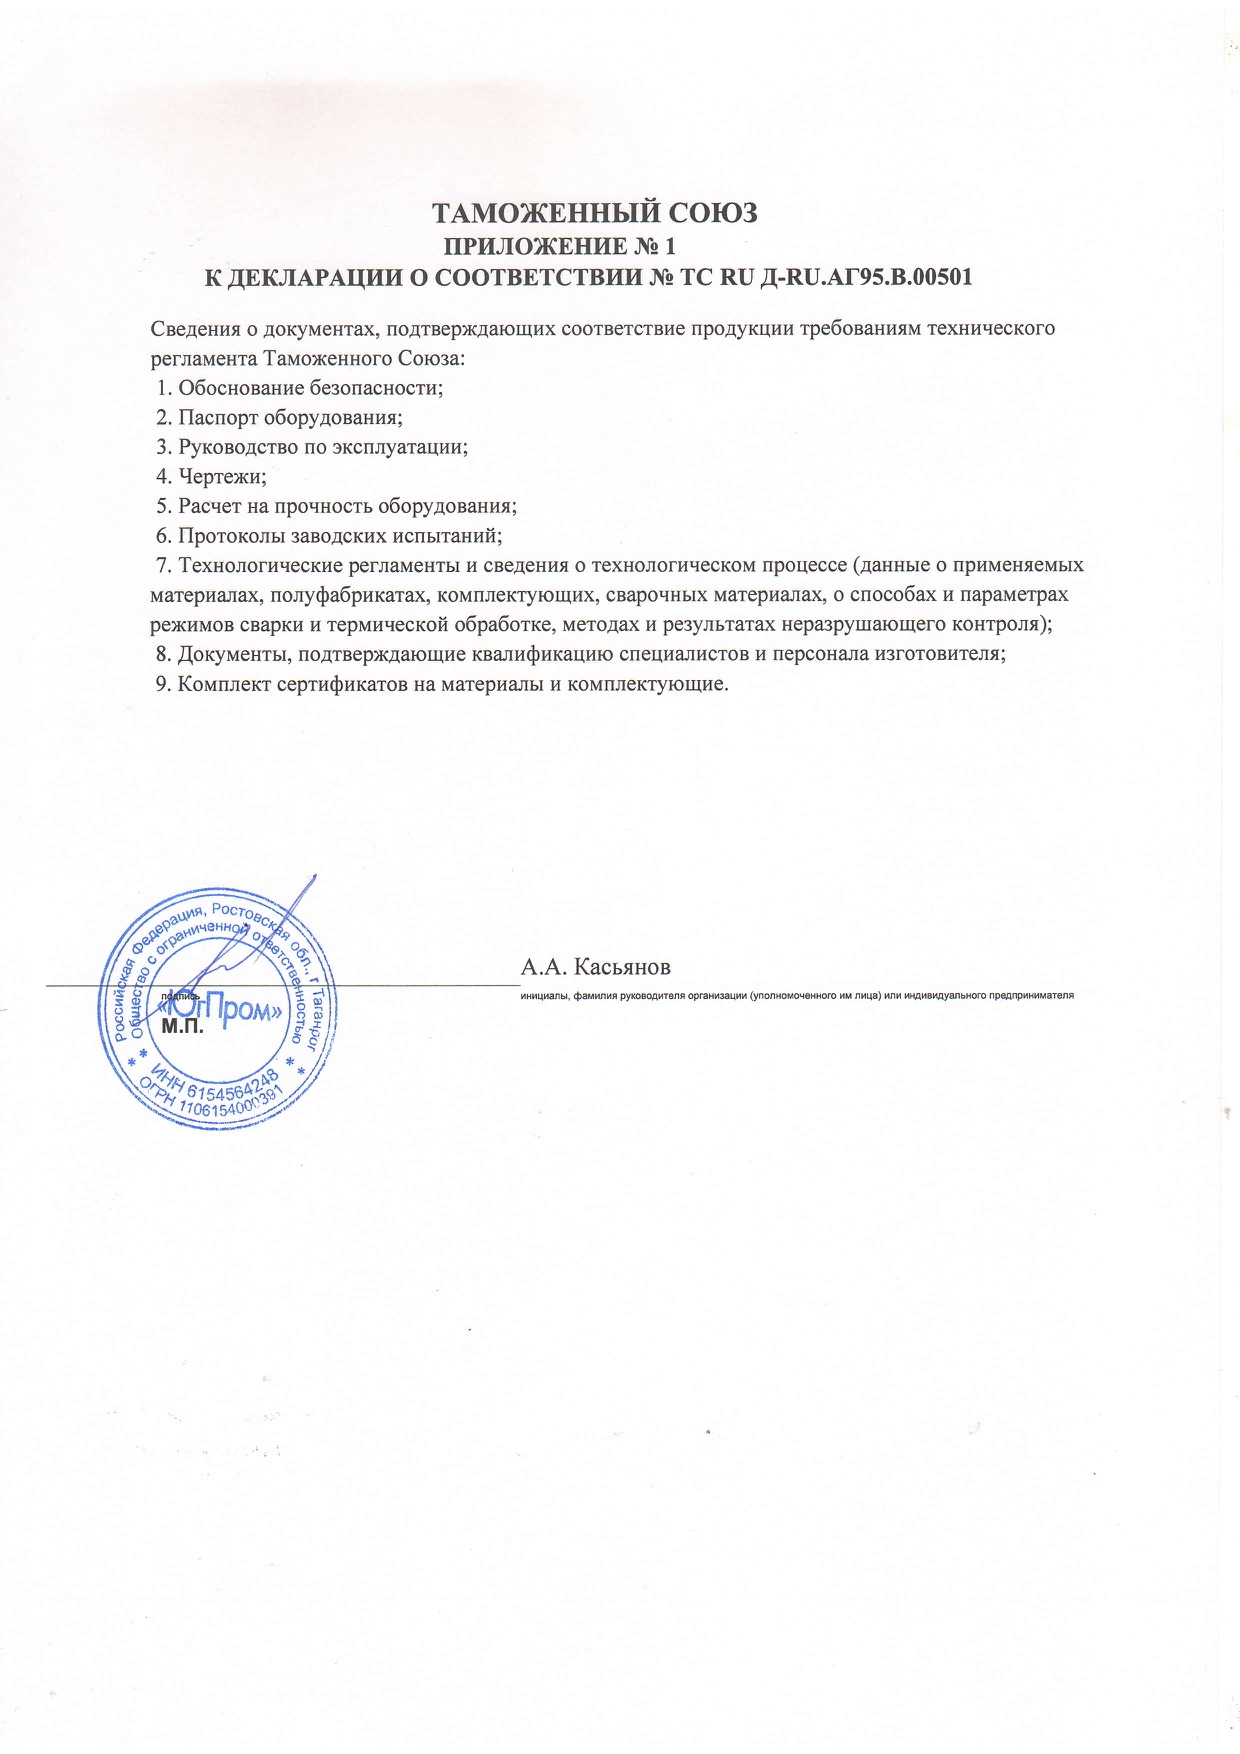 ТАМОЖЕННЫЙ СОЮЗ
ПРИЛОЖЕНИЕ № 1
К ДЕКЛАРАЦИИ О СООТВЕТСТВИИ № ТС RU Д-RU.АГ95.В.00501
Сведения о документах, подтверждающих соответствие продукции требованиям технического
регламента Таможенного Союза:
1. Обоснование безопасности;
2. Паспорт оборудования;
3. Руководство по эксплуатации;
4. Чертежи;
5. Расчет на прочность оборудования;
6. Протоколы заводских испытаний;
7. Технологические регламенты и сведения о технологическом процессе (данные о применяемых
материалах, полуфабрикатах, комплектующих, сварочных материалах, о способах и параметрах
режимов сварки и термической обработке, методах и результатах неразрушающего контроля);
8. Документы, подтверждающие квалификацию специалистов и персонала изготовителя;
9. Комплект сертификатов на материалы и комплектующие.
А.А. Касьянов
подпись
инициалы, фамилия руководителя организации (уполномоченного им лица) или индивидуального предпринимателя
М.П.
Российская Федерация, Ростовская обл., г Таганрог
Общество с ограниченной ответственностью
«ЮгПром»
* ИНН 6154564248 *
* ОГРН 1106154000391 *